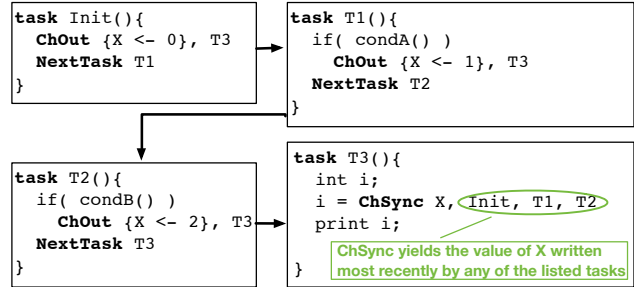 task Init(){
ChOut {X <- 0}, T3
NextTask T1
}
task T1(){
if( condA() )
ChOut {X <- 1}, T3
NextTask T2
}
task T2(){
if( condB() )
ChOut {X <- 2}, T3
NextTask T3
}
task T3(){
int i;
i = ChSync X, Init, T1, T2
print i;
ChSync yields the value of X written
most recently by any of the listed tasks
}